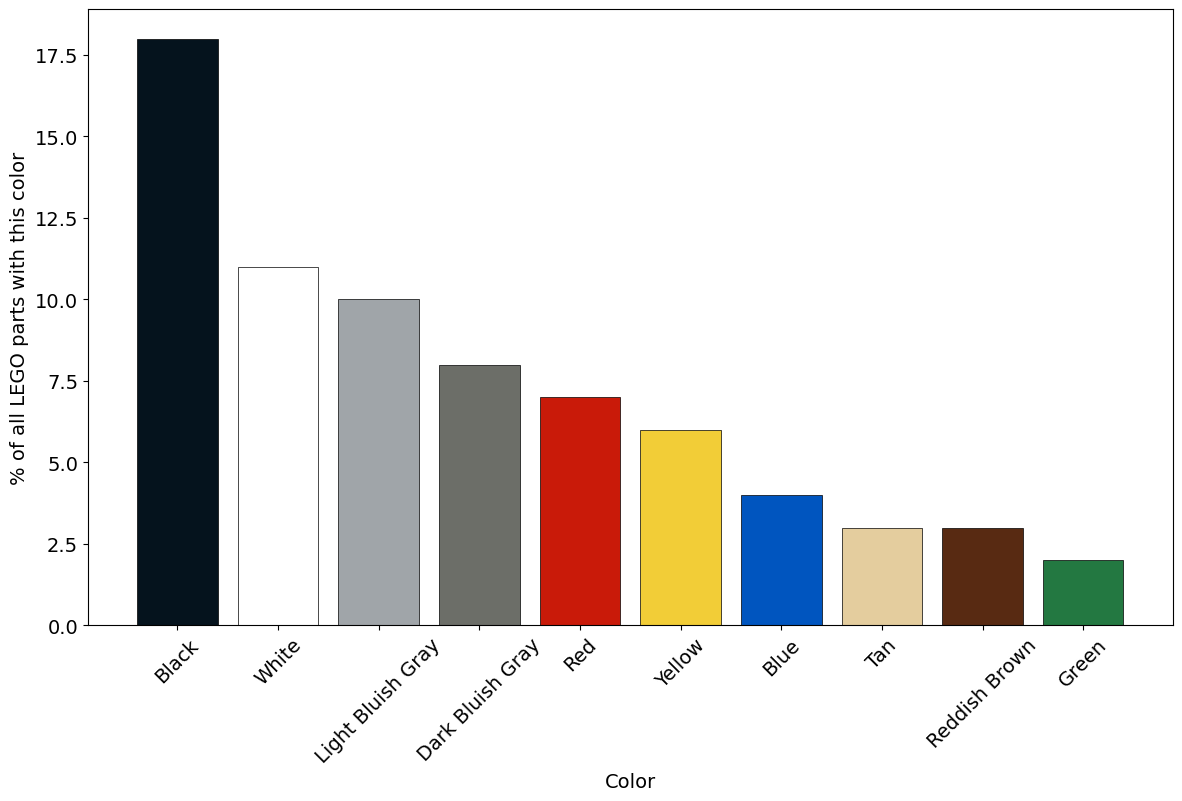 % of all LEGO parts with this color
17.5
15.0
12.5
10.0
7.5
5.0
2.5
0.0
Black
White
Light Bluish Gray
Dark Bluish Gray
Red
Yellow
Blue
Tan
Reddish Brown
Green
Color